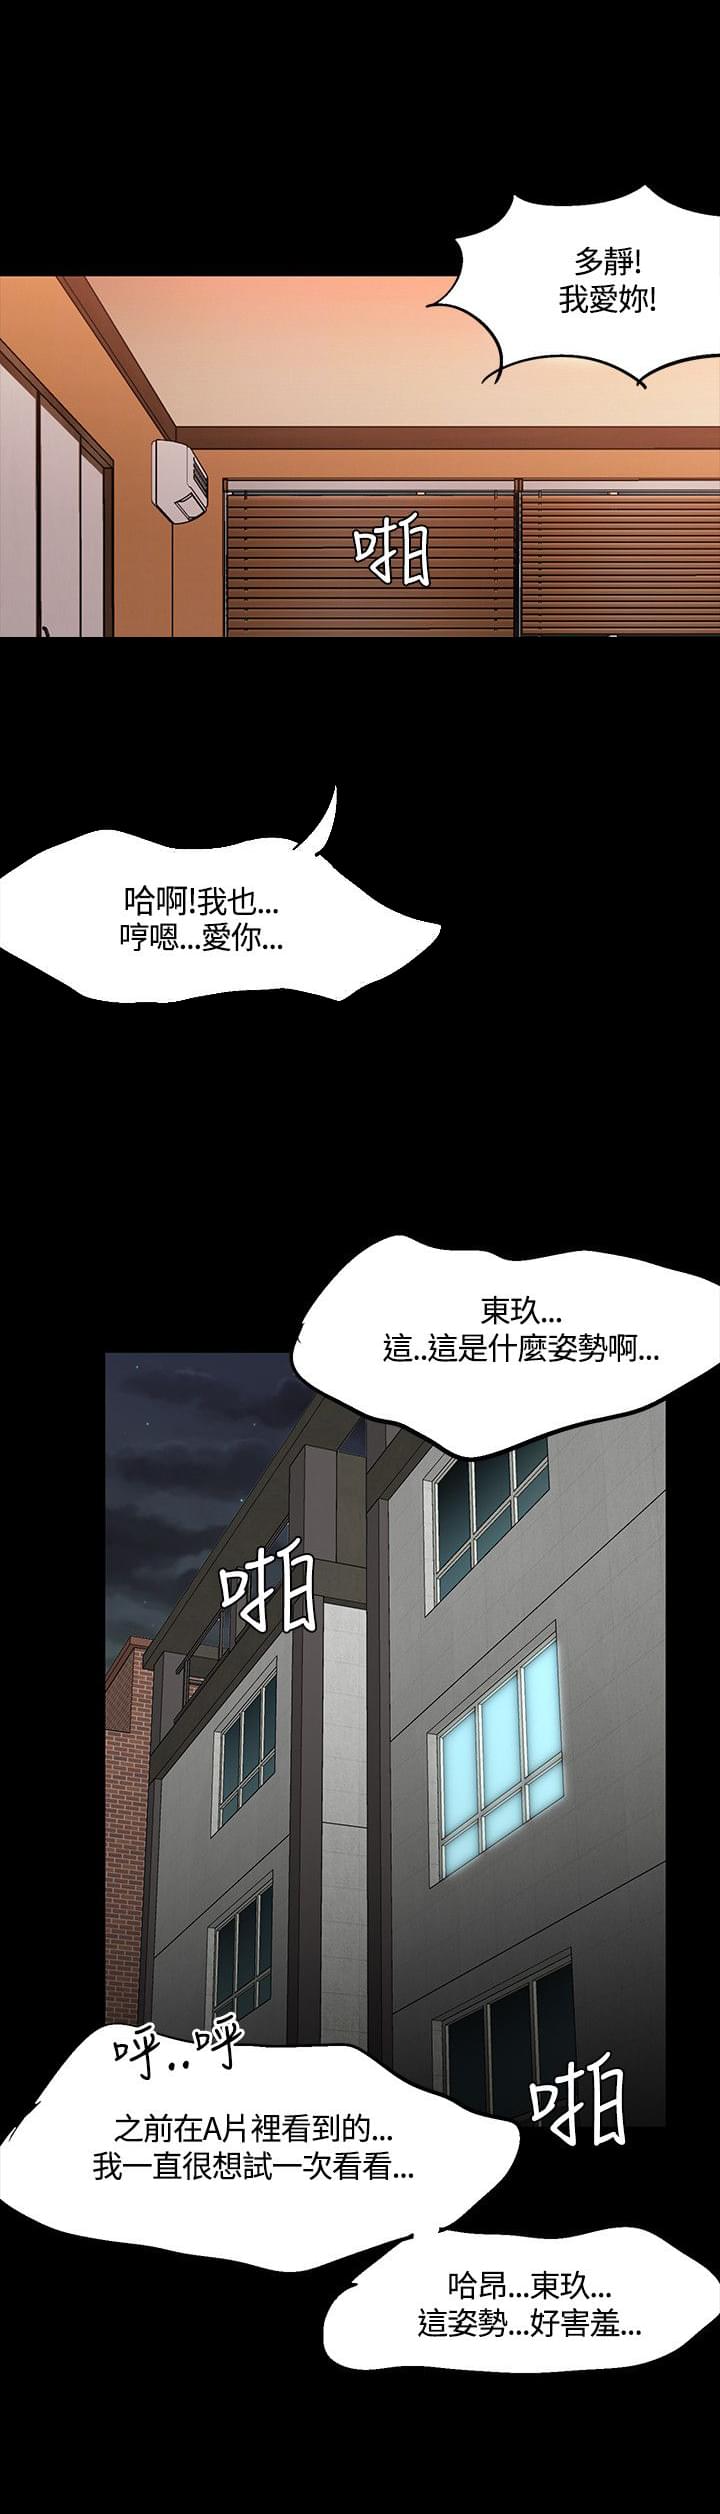 多靜!
我愛妳!
啪
哈啊!我也...
哼嗯...愛你...
東玖...
這..這是什麼姿勢啊...
啪
呼..呼
之前在A片裡看到的...
我一直很想試一次看看...
啪
哈昂...東玖...
這姿勢...好害羞...